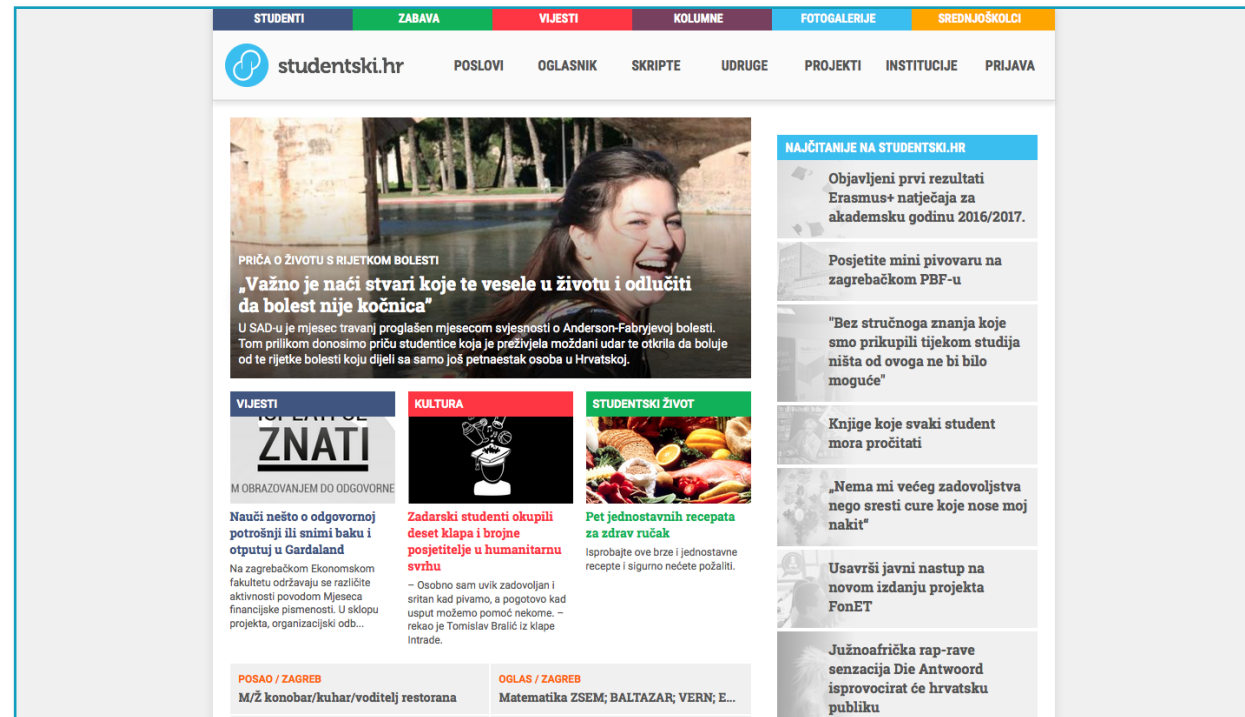 STUDENTI
ZABAVA
VIJESTI
KOLUMNE
FOTOGALERIJE
SREDNJOŠKOLCI
studentski.hr
POSLOVI
OGLASNIK
SKRIPTE
UDRUGE
PROJEKTI
INSTITUCIJE
PRIJAVA
PRIČA O ŽIVOTU S RIJETKOM BOLESTI
„Važno je naći stvari koje te vesele u životu i odlučiti
da bolest nije kočnica”
U SAD-u je mjesec travanj proglašen mjesecom svjesnosti o Anderson-Fabryjevoj bolesti.
Tom prilikom donosimo priču studentice koja je preživjela moždani udar te otkrila da boluje
od te rijetke bolesti koju dijeli sa samo još petnaestak osoba u Hrvatskoj.
VIJESTI
ZNATI
M OBRAZOVANJEM DO ODGOVORNE
Nauči nešto o odgovornoj
potrošnji ili snimi baku i
otputuj u Gardaland
Na zagrebačkom Ekonomskom
fakultetu održavaju se različite
aktivnosti povodom Mjeseca
financijske pismenosti. U sklopu
projekta, organizacijski odb...
KULTURA
Zadarski studenti okupili
deset klapa i brojne
posjetitelje u humanitarnu
svrhu
– Osobno sam uvik zadovoljan i
sritan kad pivamo, a pogotovo kad
usput možemo pomoć nekome. –
rekao je Tomislav Bralić iz klape
Intrade.
STUDENTSKI ŽIVOT
Pet jednostavnih recepata
za zdrav ručak
Isprobajte ove brze i jednostavne
recepte i sigurno nećete požaliti.
POSAO / ZAGREB
M/Ž konobar/kuhar/voditelj restorana
OGLAS / ZAGREB
Matematika ZSEM; BALTAZAR; VERN; E...
NAJČITANIJE NA STUDENTSKI.HR
Objavljeni prvi rezultati
Erasmus+ natječaja za
akademsku godinu 2016/2017.
Posjetite mini pivovaru na
zagrebačkom PBF-u
"Bez stručnoga znanja koje
smo prikupili tijekom studija
ništa od ovoga ne bi bilo
moguće"
Knjige koje svaki student
mora pročitati
„Nema mi većeg zadovoljstva
nego sresti cure koje nose moj
nakit“
Usavrši javni nastup na
novom izdanju projekta
FonET
Južnoafrička rap-rave
senzacija Die Antwoord
isprovocirat će hrvatsku
publiku